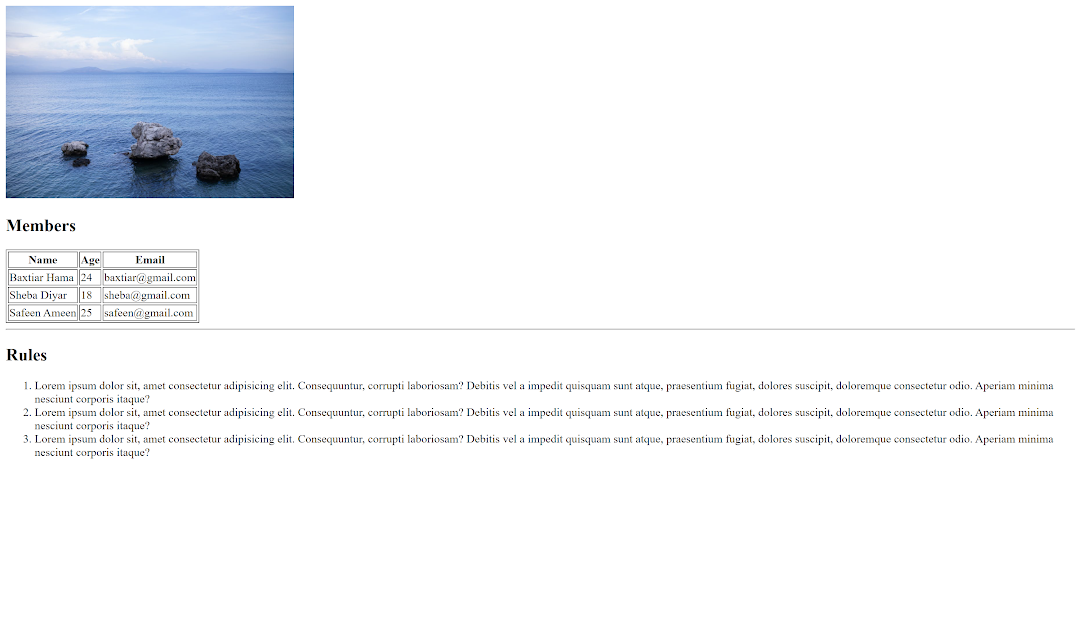 Members
Name Age Email
Baxtiar Hama 24 baxtiar@gmail.com
Sheba Diyar 18 sheba@gmail.com
Safeen Ameen 25 safeen@gmail.com
Rules
1. Lorem ipsum dolor sit, amet consectetur adipisicing elit. Consequuntur, corrupti laboriosam? Debitis vel a impedit quisquam sunt atque, praesentium fugiat, dolores suscipit, doloremque consectetur odio. Aperiam minima
nesciunt corporis itaque?
2. Lorem ipsum dolor sit, amet consectetur adipisicing elit. Consequuntur, corrupti laboriosam? Debitis vel a impedit quisquam sunt atque, praesentium fugiat, dolores suscipit, doloremque consectetur odio. Aperiam minima
nesciunt corporis itaque?
3. Lorem ipsum dolor sit, amet consectetur adipisicing elit. Consequuntur, corrupti laboriosam? Debitis vel a impedit quisquam sunt atque, praesentium fugiat, dolores suscipit, doloremque consectetur odio. Aperiam minima
nesciunt corporis itaque?